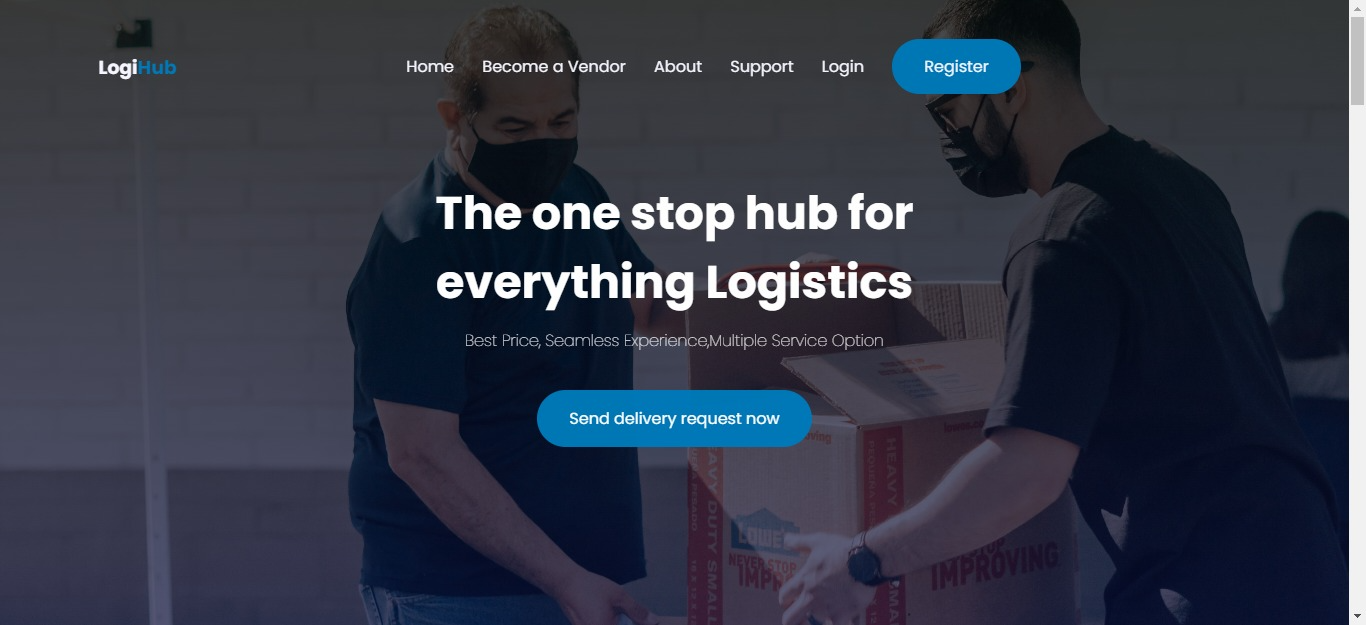 LogiHub
Home Become a Vendor About Support Login Register
The one stop hub for
everything Logistics
Best Price, Seamless Experience,Multiple Service Option
Send delivery request now
HEAVY DUTY SMALL
HEAVY
LOWE'S
NEVER STOP
IMPROVING